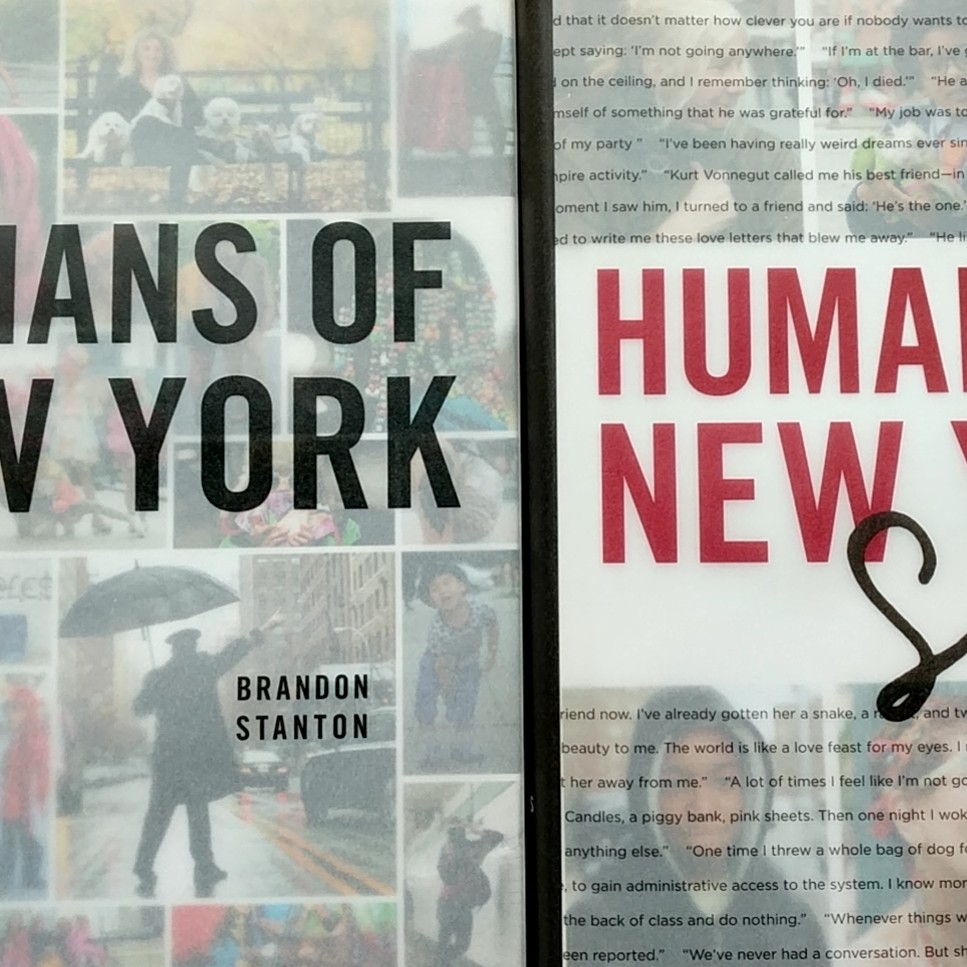 MANS OF
W YORK
BRANDON
STANTON
d that it doesn't matter how clever you are if nobody wants to
ept saying: 'I'm not going anywhere.'" "If I'm at the bar, I've
on the ceiling, and I remember thinking: 'Oh, I died.'" "He a
mself of something that he was grateful for." "My job was to
of my party " "I've been having really weird dreams ever sin
pire activity." "Kurt Vonnegut called me his best friend—in
oment I saw him, I turned to a friend and said: 'He's the one.'
ed to write me these love letters that blew me away." "He li
HUMA
NEW Y
S
riend now. I've already gotten her a snake, a and tw
beauty to me. The world is like a love feast for my eyes. I
t her away from me." "A lot of times I feel like I'm not go
Candles, a piggy bank, pink sheets. Then one night I wok
anything else." "One time I threw a whole bag of dog f
, to gain administrative access to the system. I know mor
the back of class and do nothing." "Whenever things w
een reported." "We've never had a conversation. But sh